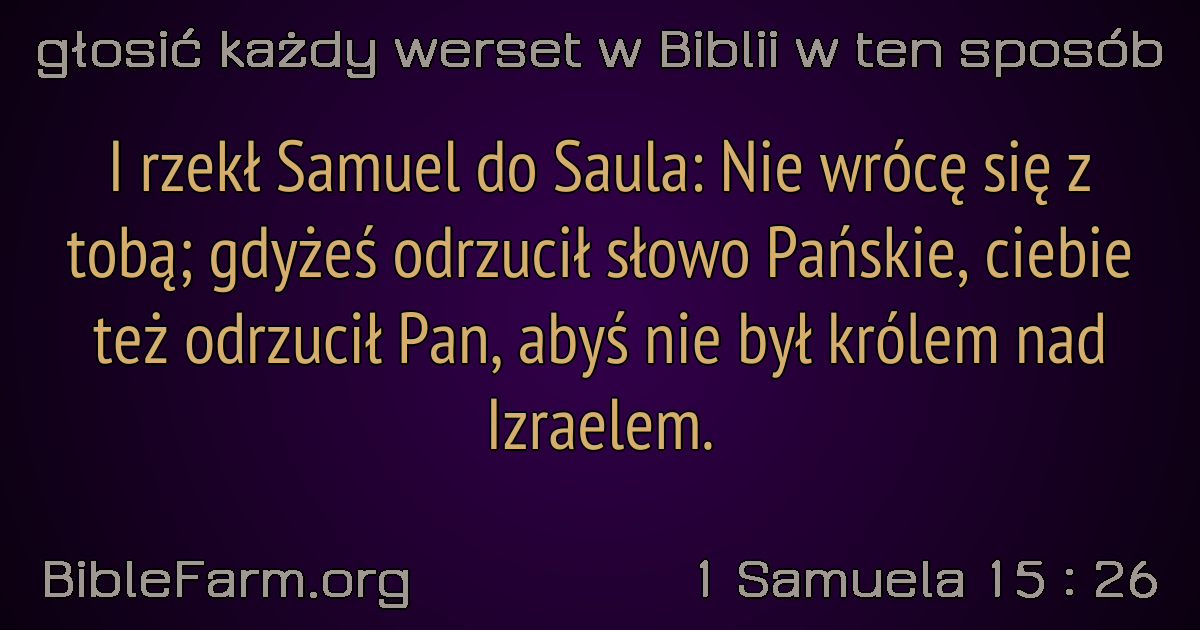 głosić każdy werset w Biblii w ten sposób
I rzekł Samuel do Saula: Nie wrócę się z
tobą; gdyżeś odrzucił słowo Pańskie, ciebie
też odrzucił Pan, abyś nie był królem nad
Izraelem.
BibleFarm.org
1 Samuela 15 : 26